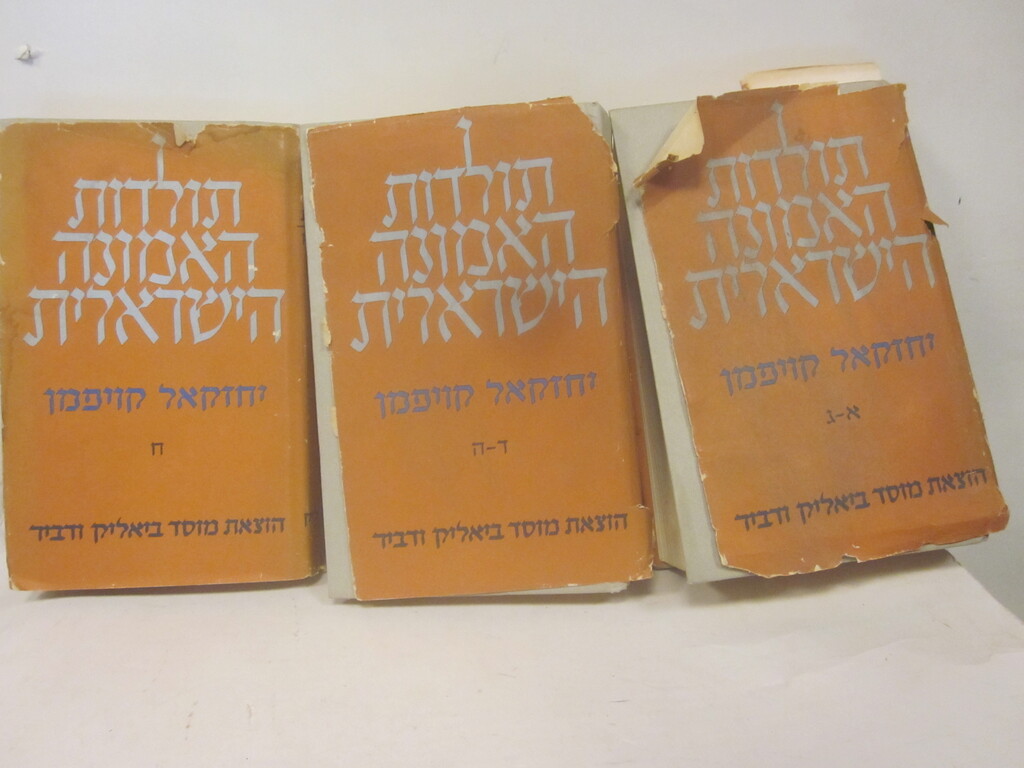 תולדות
האמונה
הישראלית
יחזקאל קויפמן
א-ג
הוצאת מוסד ביאליק ודביר
תולדות
האמונה
הישראלית
יחזקאל קויפמן
ד-ה
הוצאת מוסד ביאליק ודביר
תולדות
האמונה
הישראלית
יחזקאל קויפמן
ח
הוצאת מוסד ביאליק ודביר